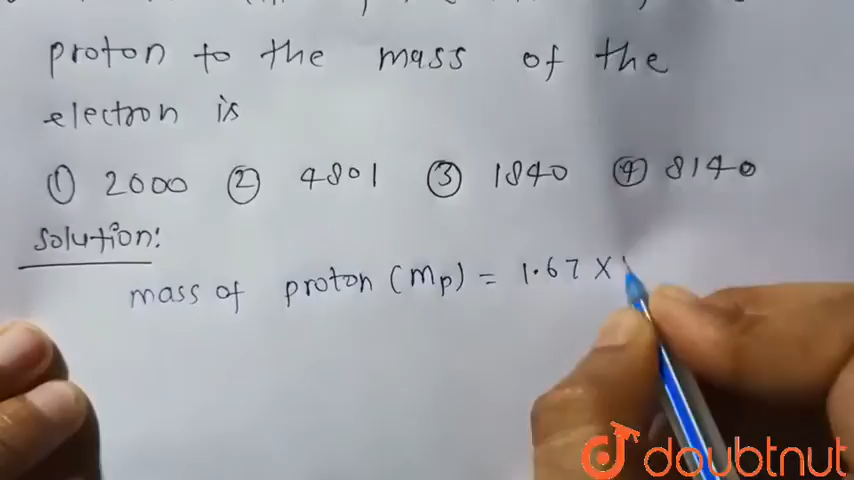 proton to the mass of the
electron is
① 2000 ② 4801 ③ 1840 ④ 8140
Solution:
mass of proton (mp) = 1.67 ×
doubtnut